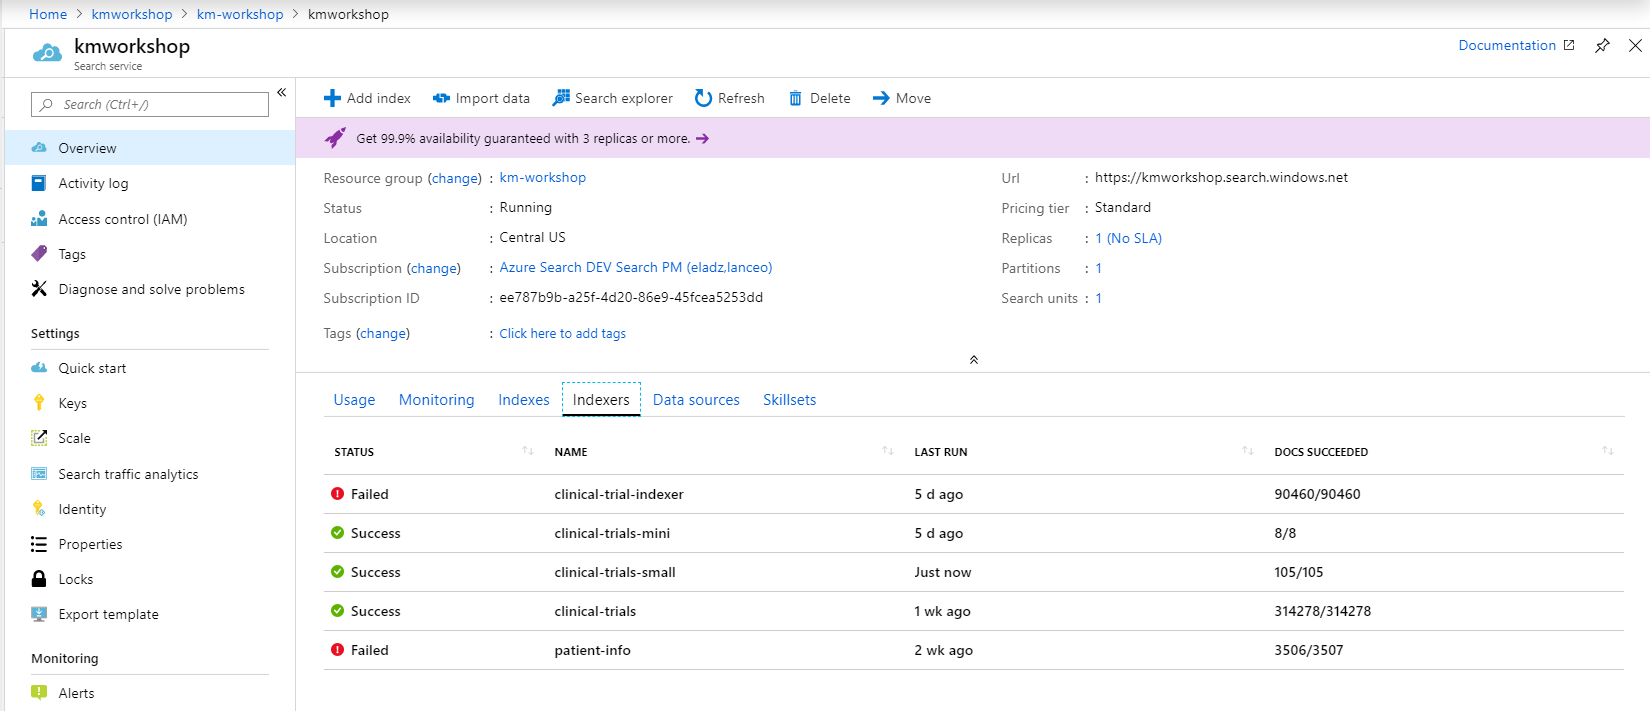 Home > kmworkshop > km-workshop > kmworkshop
kmworkshop
Search service
Documentation
Search (Ctrl+/)
«
Overview
Activity log
Access control (IAM)
Tags
Diagnose and solve problems
Settings
Quick start
Keys
Scale
Search traffic analytics
Identity
Properties
Locks
Export template
Monitoring
Alerts
Add index Import data Search explorer Refresh Delete Move
Get 99.9% availability guaranteed with 3 replicas or more. →
Resource group (change) : km-workshop
Status : Running
Location : Central US
Subscription (change) : Azure Search DEV Search PM (eladz,lanceo)
Subscription ID : ee787b9b-a25f-4d20-86e9-45fcea5253dd
Tags (change) : Click here to add tags
Url : https://kmworkshop.search.windows.net
Pricing tier : Standard
Replicas : 1 (No SLA)
Partitions : 1
Search units : 1
Usage Monitoring Indexes Indexers Data sources Skillsets
STATUS NAME LAST RUN DOCS SUCCEEDED
Failed clinical-trial-indexer 5 d ago 90460/90460
Success clinical-trials-mini 5 d ago 8/8
Success clinical-trials-small Just now 105/105
Success clinical-trials 1 wk ago 314278/314278
Failed patient-info 2 wk ago 3506/3507